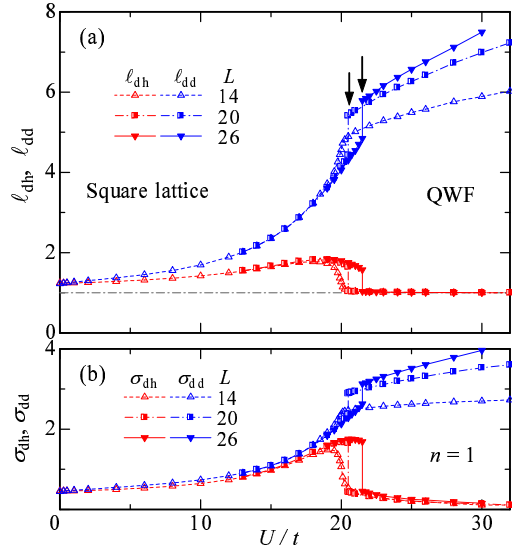 (a)
ℓdh ℓdd L
14
20
26
Square lattice
QWF
ℓdh, ℓdd
8
6
4
2
0
(b)
σdh σdd L
14
20
26
n = 1
σdh, σdd
4
2
0
0 10 20 30
U / t